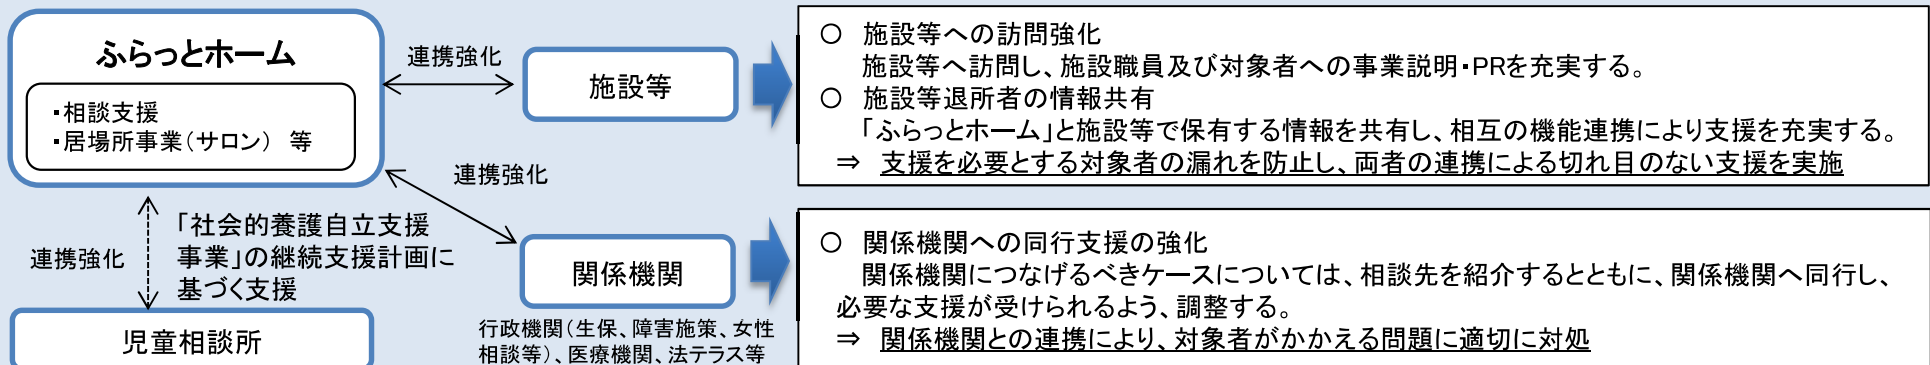 ふらっとホーム
・相談支援
・居場所事業（サロン） 等
連携強化
施設等
○ 施設等への訪問強化
施設等へ訪問し、施設職員及び対象者への事業説明・PRを充実する。
○ 施設等退所者の情報共有
「ふらっとホーム」と施設等で保有する情報を共有し、相互の機能連携により支援を充実する。
⇒ 支援を必要とする対象者の漏れを防止し、両者の連携による切れ目のない支援を実施
連携強化
連携強化
「社会的養護自立支援
事業」の継続支援計画に
基づく支援
児童相談所
関係機関
行政機関（生保、障害施策、女性
相談等）、医療機関、法テラス等
○ 関係機関への同行支援の強化
関係機関につなげるべきケースについては、相談先を紹介するとともに、関係機関へ同行し、
必要な支援が受けられるよう、調整する。
⇒ 関係機関との連携により、対象者がかかえる問題に適切に対処